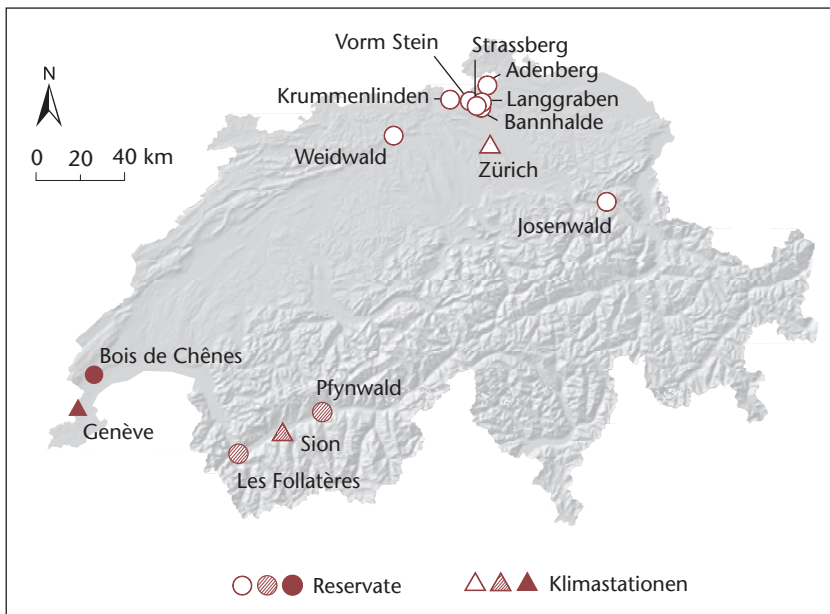 Vorm Stein
Strassberg
Adenberg
N
Krummenlinden
Langgraben
Bannhalde
0 20 40 km
Weidwald
Zürich
Josenwald
Bois de Chênes
Pfynwald
Genève
Sion
Les Follatères
Reservate
Klimastationen